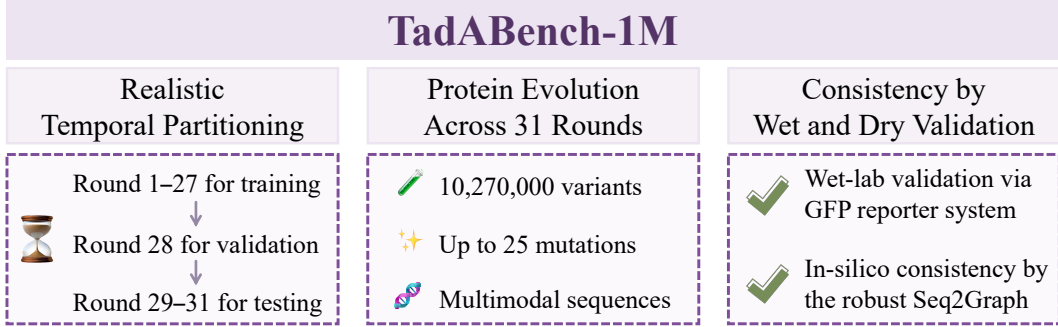 TadABench-1M
Realistic
Temporal Partitioning
Round 1–27 for training
Round 28 for validation
Round 29–31 for testing
Protein Evolution
Across 31 Rounds
10,270,000 variants
Up to 25 mutations
Multimodal sequences
Consistency by
Wet and Dry Validation
Wet-lab validation via
GFP reporter system
In-silico consistency by
the robust Seq2Graph